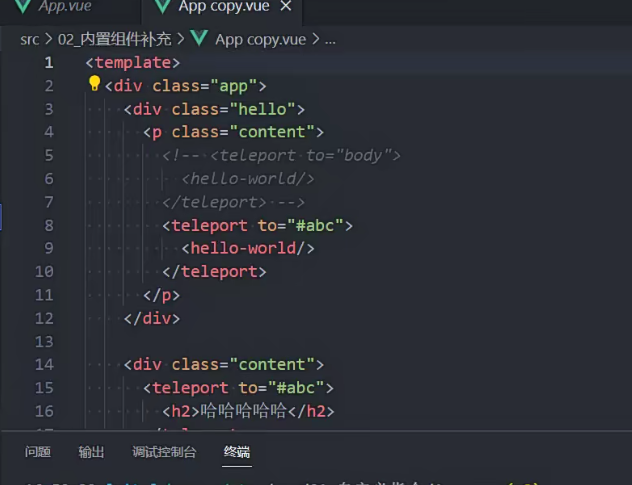 App.vue App copy.vue ×
src > 02_内置组件补充 > App copy.vue > ...
1 <template>
2 <div class="app">
3 <div class="hello">
4 <p class="content">
5 <!-- <teleport to="body">
6 <hello-world/>
7 </teleport> -->
8 <teleport to="#abc">
9 <hello-world/>
10 </teleport>
11 </p>
12 </div>
13
14 <div class="content">
15 <teleport to="#abc">
16 <h2>哈哈哈哈哈</h2>
问题 输出 调试控制台 终端